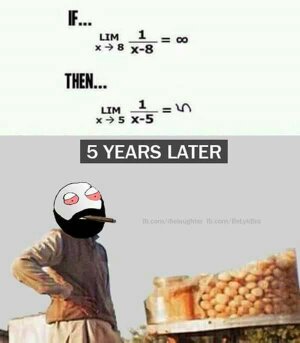 IF...
LIM 1
x → 8 x-8 = ∞
THEN...
LIM 1
x → 5 x-5 = ᔕ
5 YEARS LATER